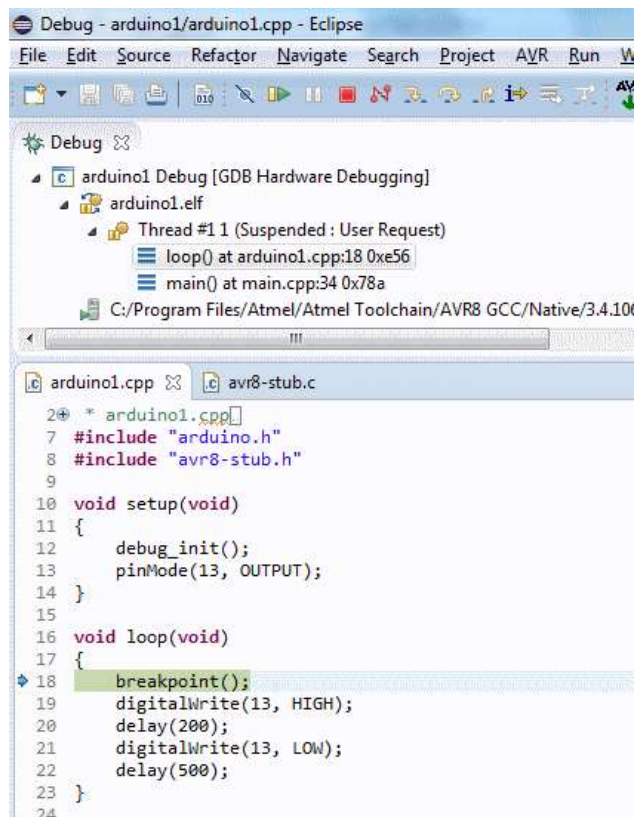 Debug - arduino1/arduino1.cpp - Eclipse
File Edit Source Refactor Navigate Search Project AVR Run W
010 i AV
Debug
c arduino1 Debug [GDB Hardware Debugging]
arduino1.elf
Thread #1 1 (Suspended : User Request)
loop() at arduino1.cpp:18 0xe56
main() at main.cpp:34 0x78a
C:/Program Files/Atmel/Atmel Toolchain/AVR8 GCC/Native/3.4.106
.c arduino1.cpp .c avr8-stub.c
2 * arduino1.cpp
7 #include "arduino.h"
8 #include "avr8-stub.h"
9
10 void setup(void)
11 {
12 debug_init();
13 pinMode(13, OUTPUT);
14 }
15
16 void loop(void)
17 {
18 breakpoint();
19 digitalWrite(13, HIGH);
20 delay(200);
21 digitalWrite(13, LOW);
22 delay(500);
23 }
24